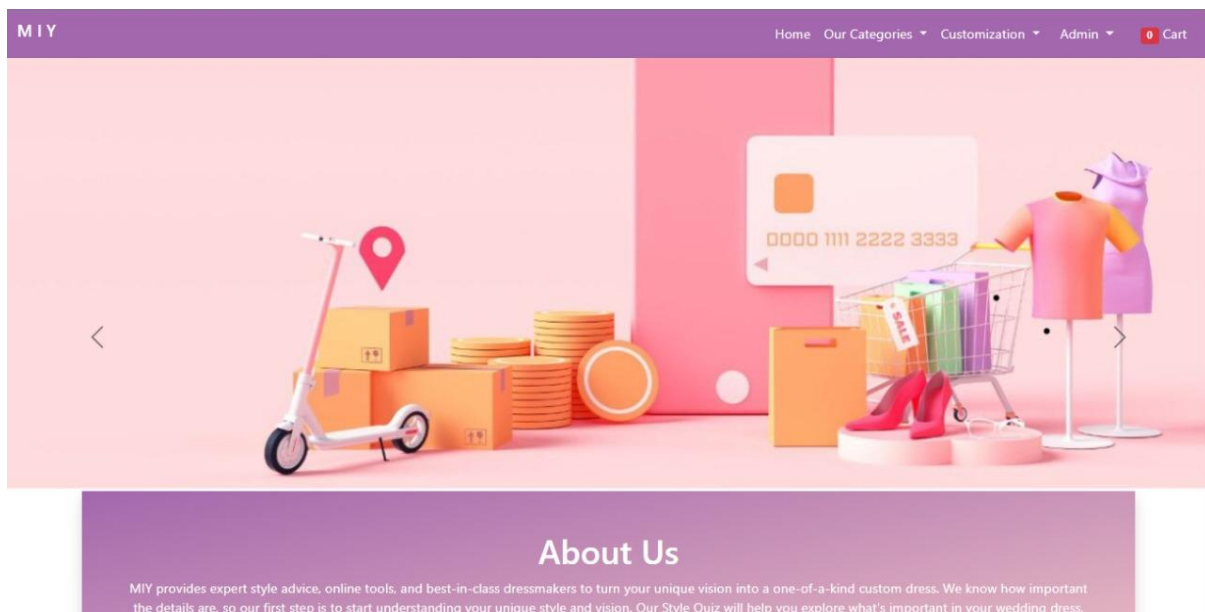 MIY
Home Our Categories Customization Admin 0 Cart
0000 1111 2222 3333
SALE
About Us
MIY provides expert style advice, online tools, and best-in-class dressmakers to turn your unique vision into a one-of-a-kind custom dress. We know how important
the details are, so our first step is to start understanding your unique style and vision. Our Style Quiz will help you explore what's important in your wedding dress,